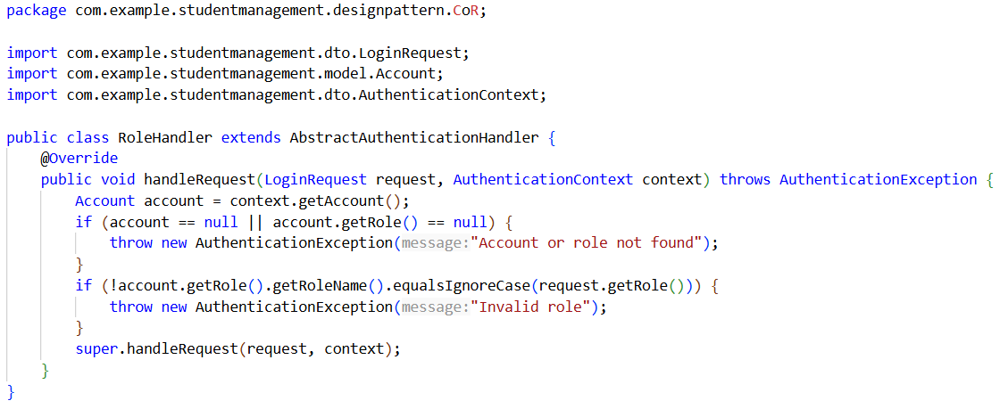 package com.example.studentmanagement.designpattern.CoR;
import com.example.studentmanagement.dto.LoginRequest;
import com.example.studentmanagement.model.Account;
import com.example.studentmanagement.dto.AuthenticationContext;
public class RoleHandler extends AbstractAuthenticationHandler {
@Override
public void handleRequest(LoginRequest request, AuthenticationContext context) throws AuthenticationException {
Account account = context.getAccount();
if (account == null || account.getRole() == null) {
throw new AuthenticationException(message:"Account or role not found");
}
if (!account.getRole().getRoleName().equalsIgnoreCase(request.getRole())) {
throw new AuthenticationException(message:"Invalid role");
}
super.handleRequest(request, context);
}
}